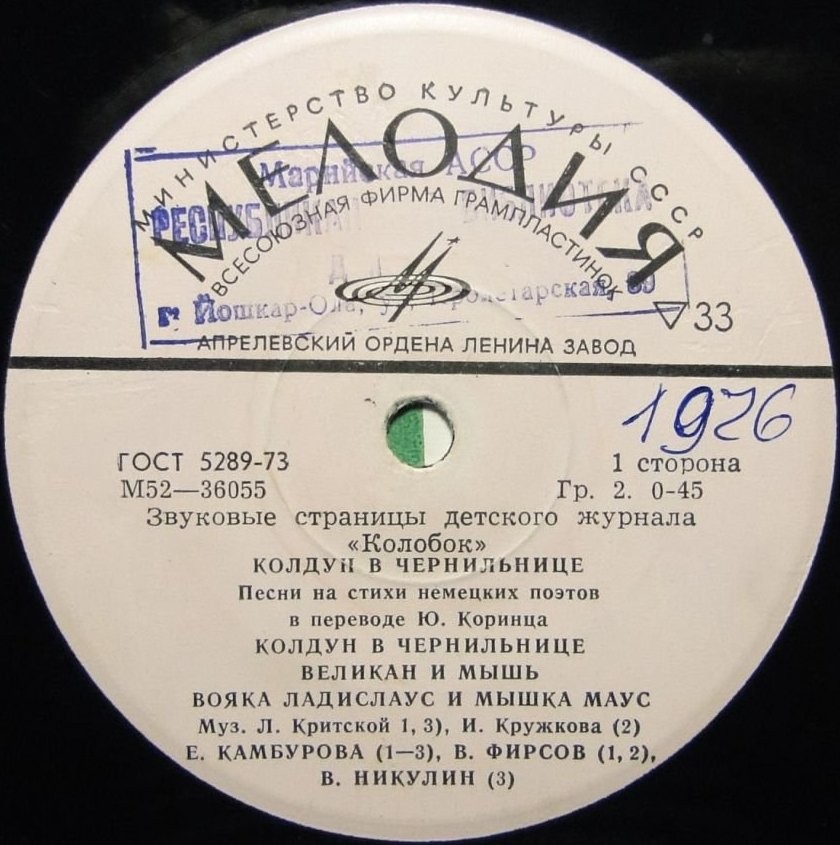 МИНИСТЕРСТВО КУЛЬТУРЫ СССР
МЕЛОДИЯ
ВСЕСОЮЗНАЯ ФИРМА ГРАМПЛАСТИНОК
Марийская АССР
БИБЛИОТЕКА
г. Йошкар-Ола,
▽33
АПРЕЛЕВСКИЙ ОРДЕНА ЛЕНИНА ЗАВОД
1976
ГОСТ 5289-73
1 сторона
М52—36055
Гр. 2. 0-45
Звуковые страницы детского журнала
«Колобок»
КОЛДУН В ЧЕРНИЛЬНИЦЕ
Песни на стихи немецких поэтов
в переводе Ю. Коринца
КОЛДУН В ЧЕРНИЛЬНИЦЕ
ВЕЛИКАН И МЫШЬ
ВОЯКА ЛАДИСЛАУС И МЫШКА МАУС
Муз. Л. Критской 1, 3), И. Кружкова (2)
Е. КАМБУРОВА (1—3), В. ФИРСОВ (1, 2),
В. НИКУЛИН (3)